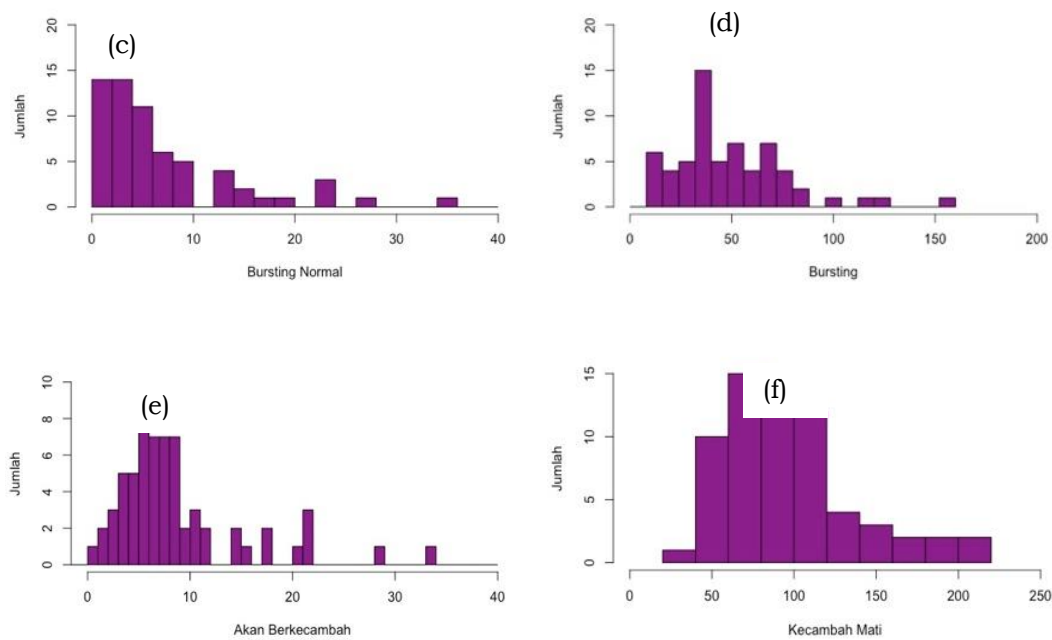 (c)
20
15
10
5
0
Jumlah
0 10 20 30 40
Bursting Normal
(d)
20
15
10
5
0
Jumlah
0 50 100 150 200
Bursting
(e)
10
8
6
4
2
0
Jumlah
0 10 20 30 40
Akan Berkecambah
(f)
15
10
5
0
Jumlah
0 50 100 150 200 250
Kecambah Mati